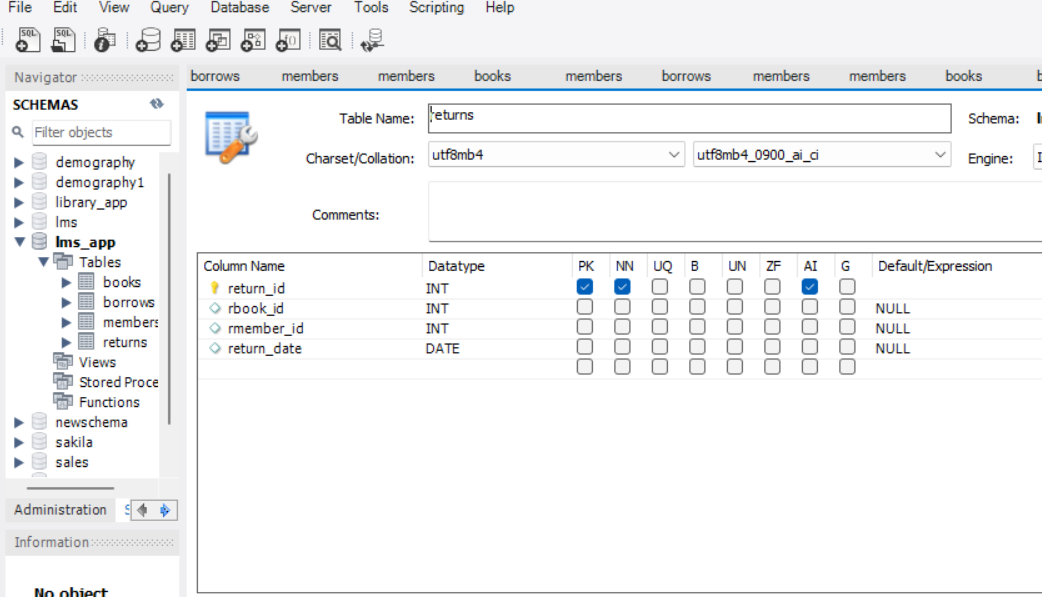 File Edit View Query Database Server Tools Scripting Help
SQL SQL
Navigator
borrows members members books members borrows members members books
SCHEMAS
Filter objects
demography
demography1
library_app
lms
lms_app
Tables
books
borrows
members
returns
Views
Stored Proce
Functions
newschema
sakila
sales
Administration S
Information
No object
Table Name: returns Schema:
Charset/Collation: utf8mb4 utf8mb4_0900_ai_ci Engine:
Comments:
Column Name Datatype PK NN UQ B UN ZF AI G Default/Expression
return_id INT
rbook_id INT NULL
rmember_id INT NULL
return_date DATE NULL